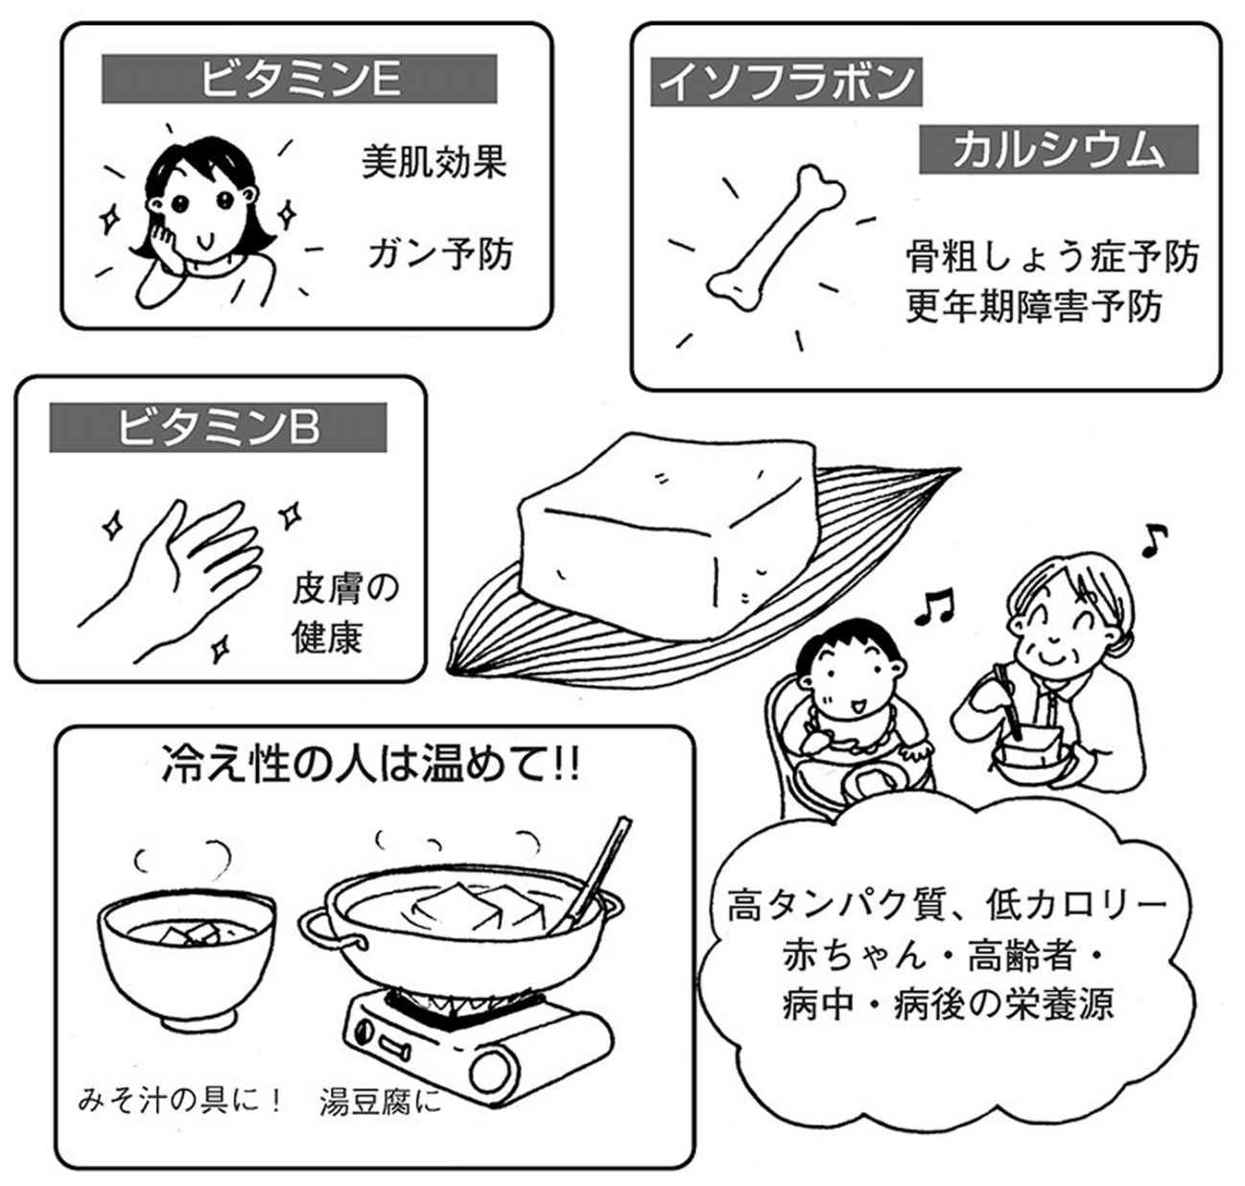 ビタミンE
美肌効果
ガン予防
イソフラボン
カルシウム
骨粗しょう症予防
更年期障害予防
ビタミンB
皮膚の
健康
冷え性の人は温めて!!
みそ汁の具に！
湯豆腐に
高タンパク質、低カロリー
赤ちゃん・高齢者・
病中・病後の栄養源